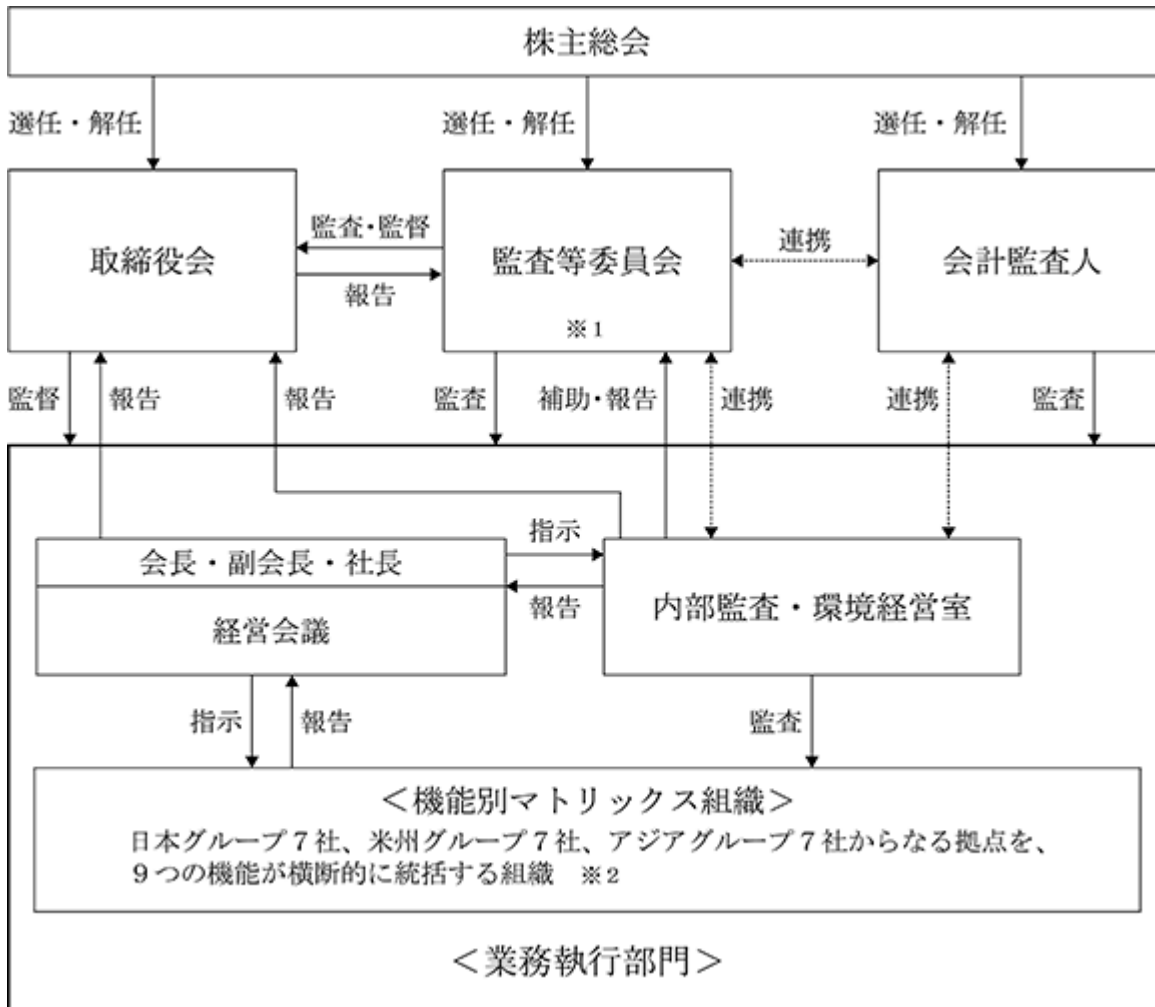 株主総会
選任・解任
選任・解任
選任・解任
取締役会
監査・監督
報告
監査等委員会
※1
連携
会計監査人
監督
報告
報告
監査
補助・報告
連携
連携
監査
会長・副会長・社長
経営会議
指示
報告
内部監査・環境経営室
指示
報告
監査
＜機能別マトリックス組織＞
日本グループ７社、米州グループ７社、アジアグループ７社からなる拠点を、
９つの機能が横断的に統括する組織　※2
＜業務執行部門＞